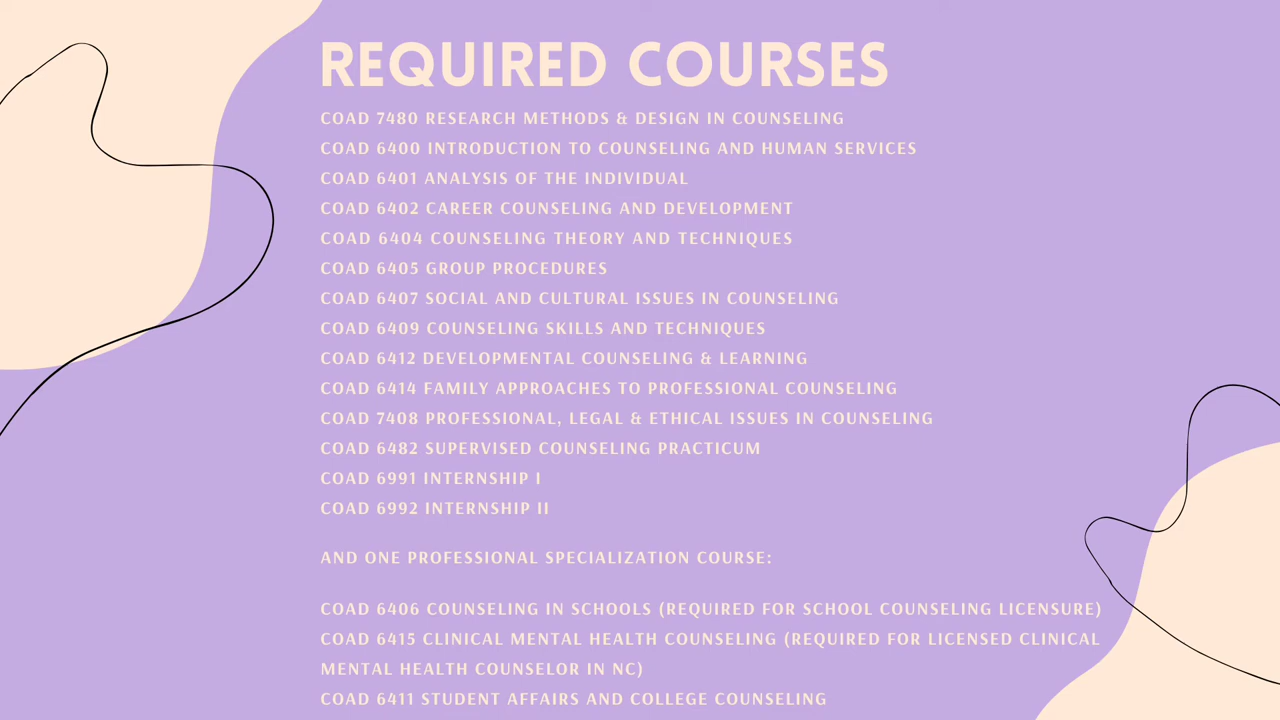 REQUIRED COURSES
COAD 7480 RESEARCH METHODS & DESIGN IN COUNSELING
COAD 6400 INTRODUCTION TO COUNSELING AND HUMAN SERVICES
COAD 6401 ANALYSIS OF THE INDIVIDUAL
COAD 6402 CAREER COUNSELING AND DEVELOPMENT
COAD 6404 COUNSELING THEORY AND TECHNIQUES
COAD 6405 GROUP PROCEDURES
COAD 6407 SOCIAL AND CULTURAL ISSUES IN COUNSELING
COAD 6409 COUNSELING SKILLS AND TECHNIQUES
COAD 6412 DEVELOPMENTAL COUNSELING & LEARNING
COAD 6414 FAMILY APPROACHES TO PROFESSIONAL COUNSELING
COAD 7408 PROFESSIONAL, LEGAL & ETHICAL ISSUES IN COUNSELING
COAD 6482 SUPERVISED COUNSELING PRACTICUM
COAD 6991 INTERNSHIP I
COAD 6992 INTERNSHIP II
AND ONE PROFESSIONAL SPECIALIZATION COURSE:
COAD 6406 COUNSELING IN SCHOOLS (REQUIRED FOR SCHOOL COUNSELING LICENSURE)
COAD 6415 CLINICAL MENTAL HEALTH COUNSELING (REQUIRED FOR LICENSED CLINICAL
MENTAL HEALTH COUNSELOR IN NC)
COAD 6411 STUDENT AFFAIRS AND COLLEGE COUNSELING